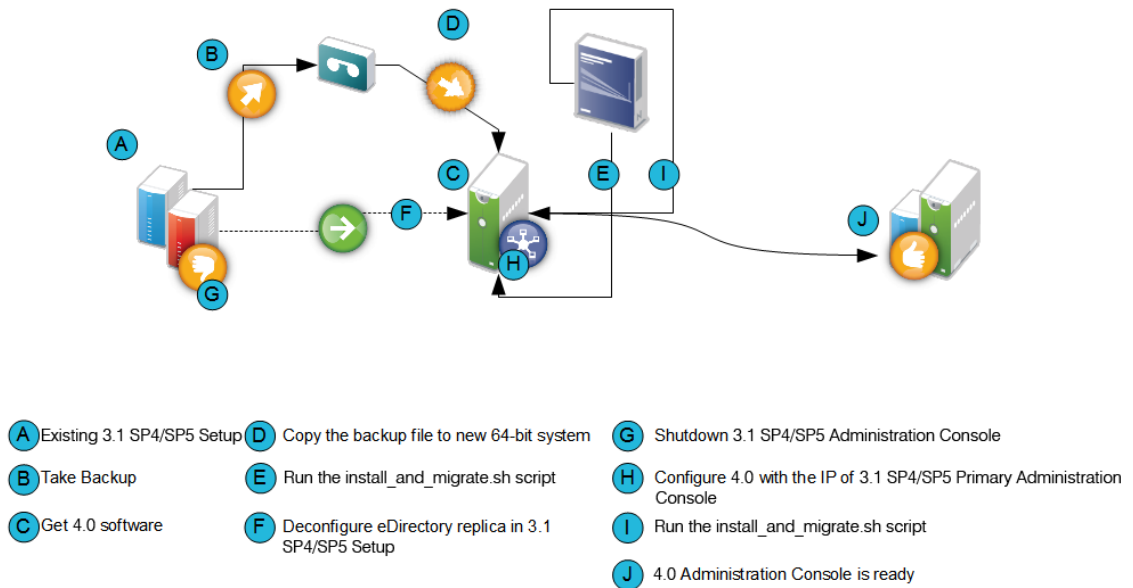 D
B
A
C
E
I
F
J
H
G
A Existing 3.1 SP4/SP5 Setup
D Copy the backup file to new 64-bit system
G Shutdown 3.1 SP4/SP5 Administration Console
B Take Backup
E Run the install_and_migrate.sh script
H Configure 4.0 with the IP of 3.1 SP4/SP5 Primary Administration
Console
C Get 4.0 software
F Deconfigure eDirectory replica in 3.1
SP4/SP5 Setup
I Run the install_and_migrate.sh script
J 4.0 Administration Console is ready